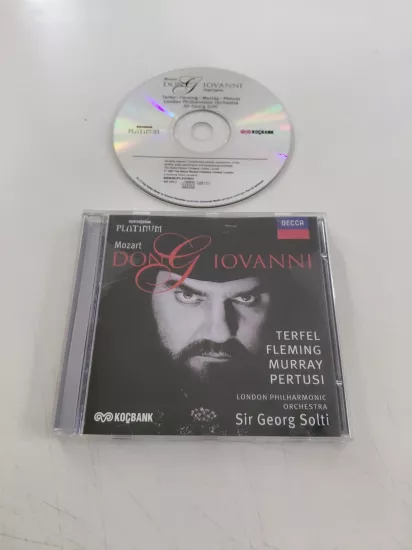 Mozart
DON GIOVANNI
Terfel · Fleming · Murray · Pertusi
London Philharmonic Orchestra
Sir Georg Solti
PLATINUM
KOÇBANK
PLATINUM
DECCA
Mozart
DON GIOVANNI
TERFEL
FLEMING
MURRAY
PERTUSI
LONDON PHILHARMONIC
ORCHESTRA
Sir Georg Solti
KOÇBANK